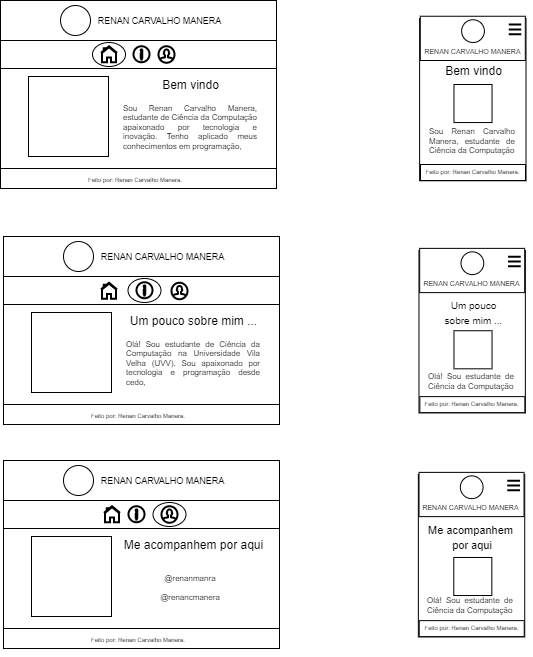 RENAN CARVALHO MANERA
Bem vindo
Sou Renan Carvalho Manera,
estudante de Ciência da Computação
apaixonado por tecnologia e
inovação. Tenho aplicado meus
conhecimentos em programação,
Feito por: Renan Carvalho Manera.
RENAN CARVALHO MANERA
Bem vindo
Sou Renan Carvalho
Manera, estudante de
Ciência da Computação
Feito por: Renan Carvalho Manera.
RENAN CARVALHO MANERA
Um pouco sobre mim ...
Olá! Sou estudante de Ciência da
Computação na Universidade Vila
Velha (UVV). Sou apaixonado por
tecnologia e programação desde
cedo,
Feito por: Renan Carvalho Manera.
RENAN CARVALHO MANERA
Um pouco
sobre mim ...
Olá! Sou estudante de
Ciência da Computação
Feito por: Renan Carvalho Manera.
RENAN CARVALHO MANERA
Me acompanhem por aqui
@renanmanra
@renancmanera
Feito por: Renan Carvalho Manera.
RENAN CARVALHO MANERA
Me acompanhem
por aqui
Olá! Sou estudante de
Ciência da Computação
Feito por: Renan Carvalho Manera.